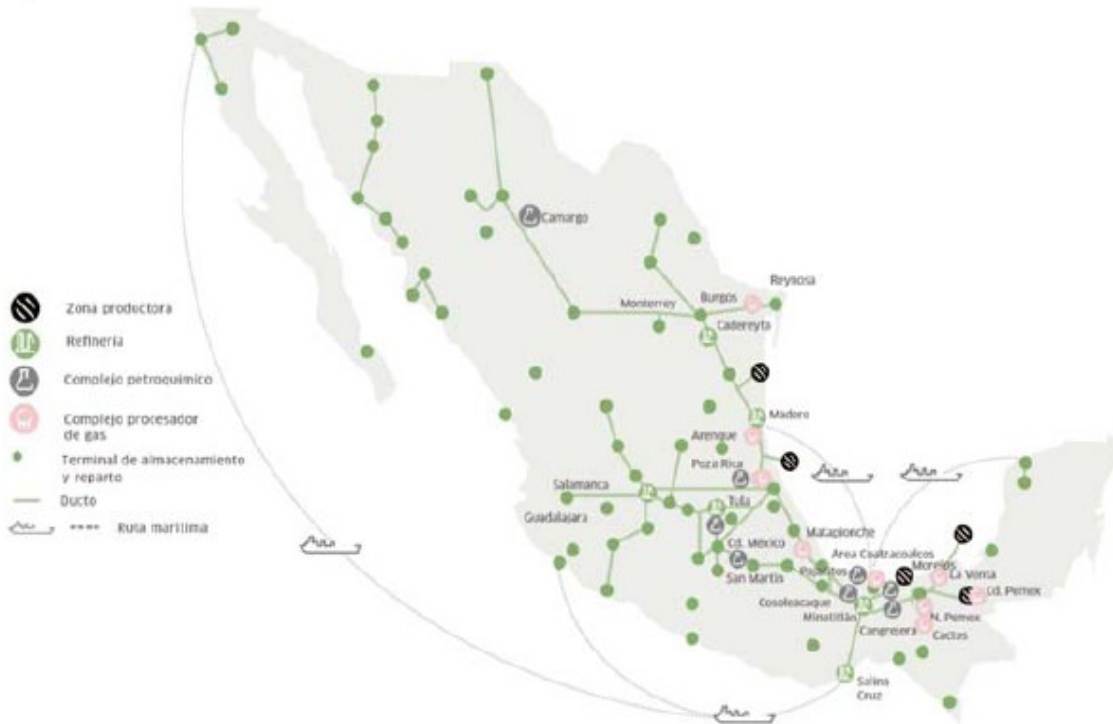 Camargo
Reynosa
Monterrey
Burgos
Cadereyta
Zona productora
Refinería
Complejo petroquímico
Complejo procesador
de gas
Terminal de almacenamiento
y reparto
Ducto
Ruta marítima
Madero
Arenque
Poza Rica
Salamanca
Tula
Guadalajara
Matapionche
Cd. México
Área Coatzacoalcos
Morelos
Pajaritos
La Venta
San Martín
Cd. Pemex
Cosoleacaque
Minatitlán
N. Pemex
Cangrejera
Cactus
Salina
Cruz